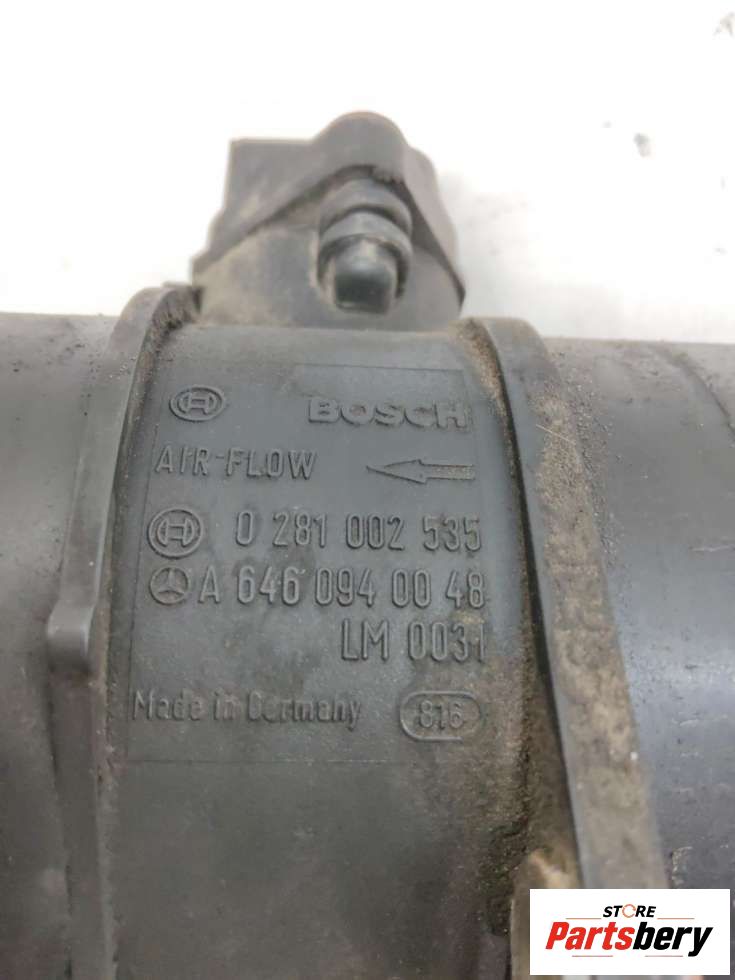 BOSCH
AIR-FLOW
0 281 002 535
A 646 094 00 48
LM 0031
Made in Germany 816
STORE
Partsbery